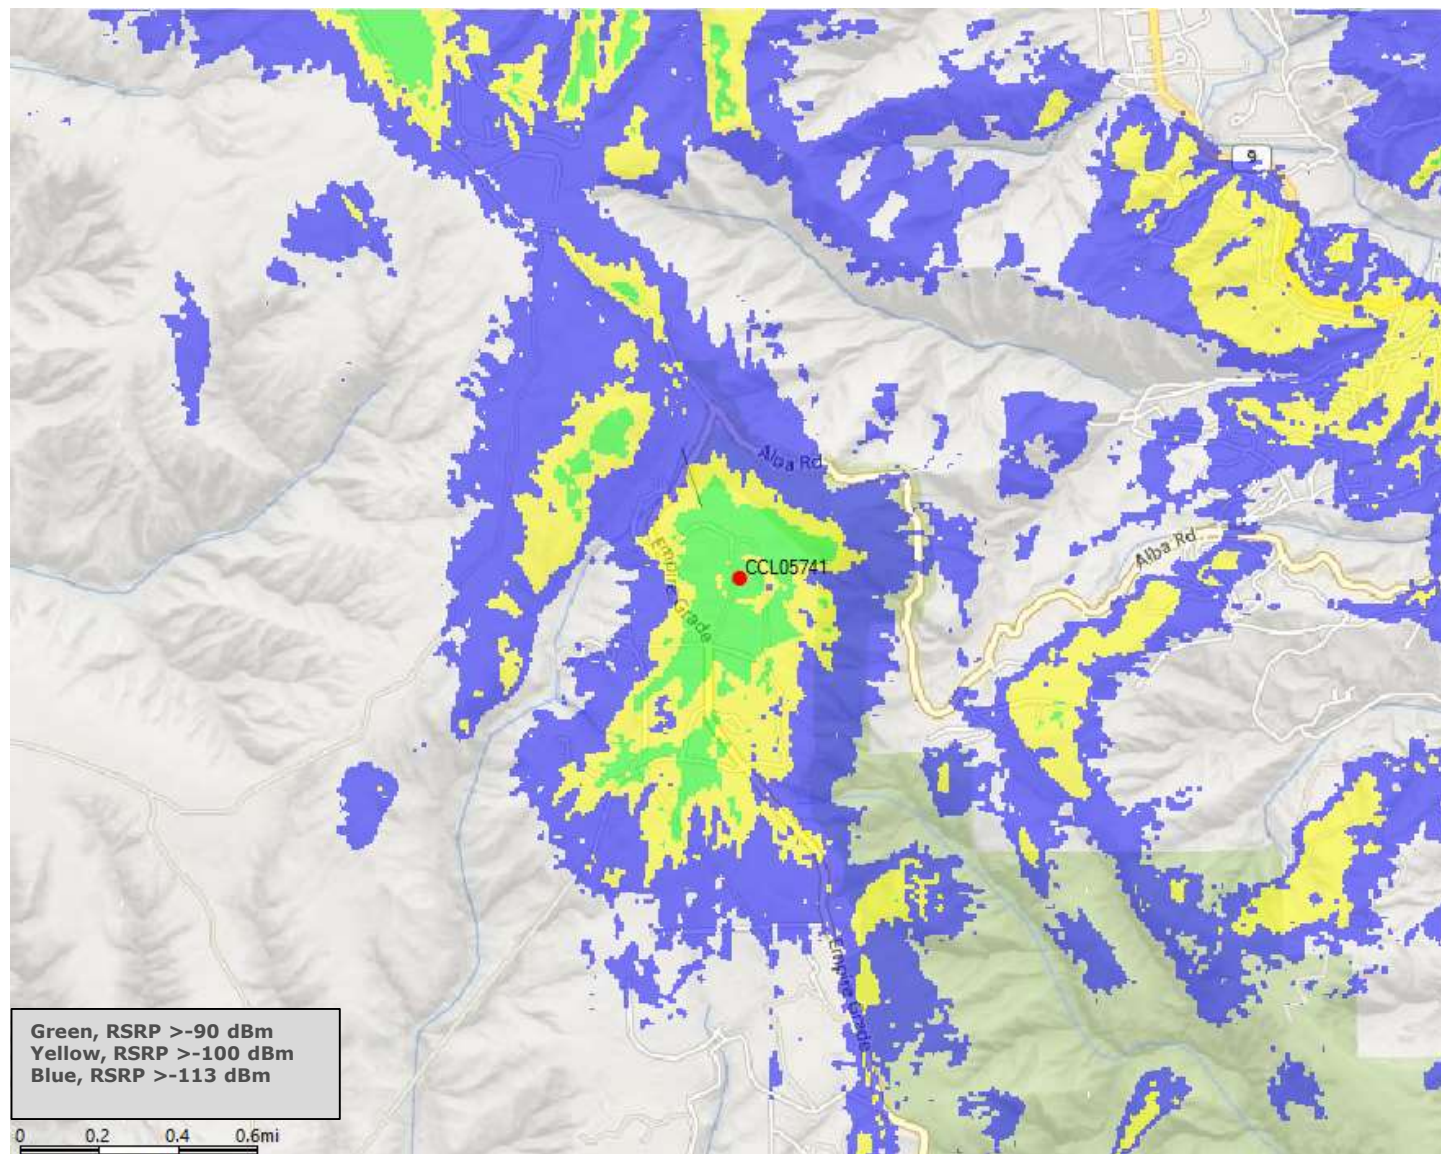 9
Alba Rd
CCL05741
Empire Grade
Alba Rd
Empire Grade
Green, RSRP >-90 dBm
Yellow, RSRP >-100 dBm
Blue, RSRP >-113 dBm
0 0.2 0.4 0.6mi